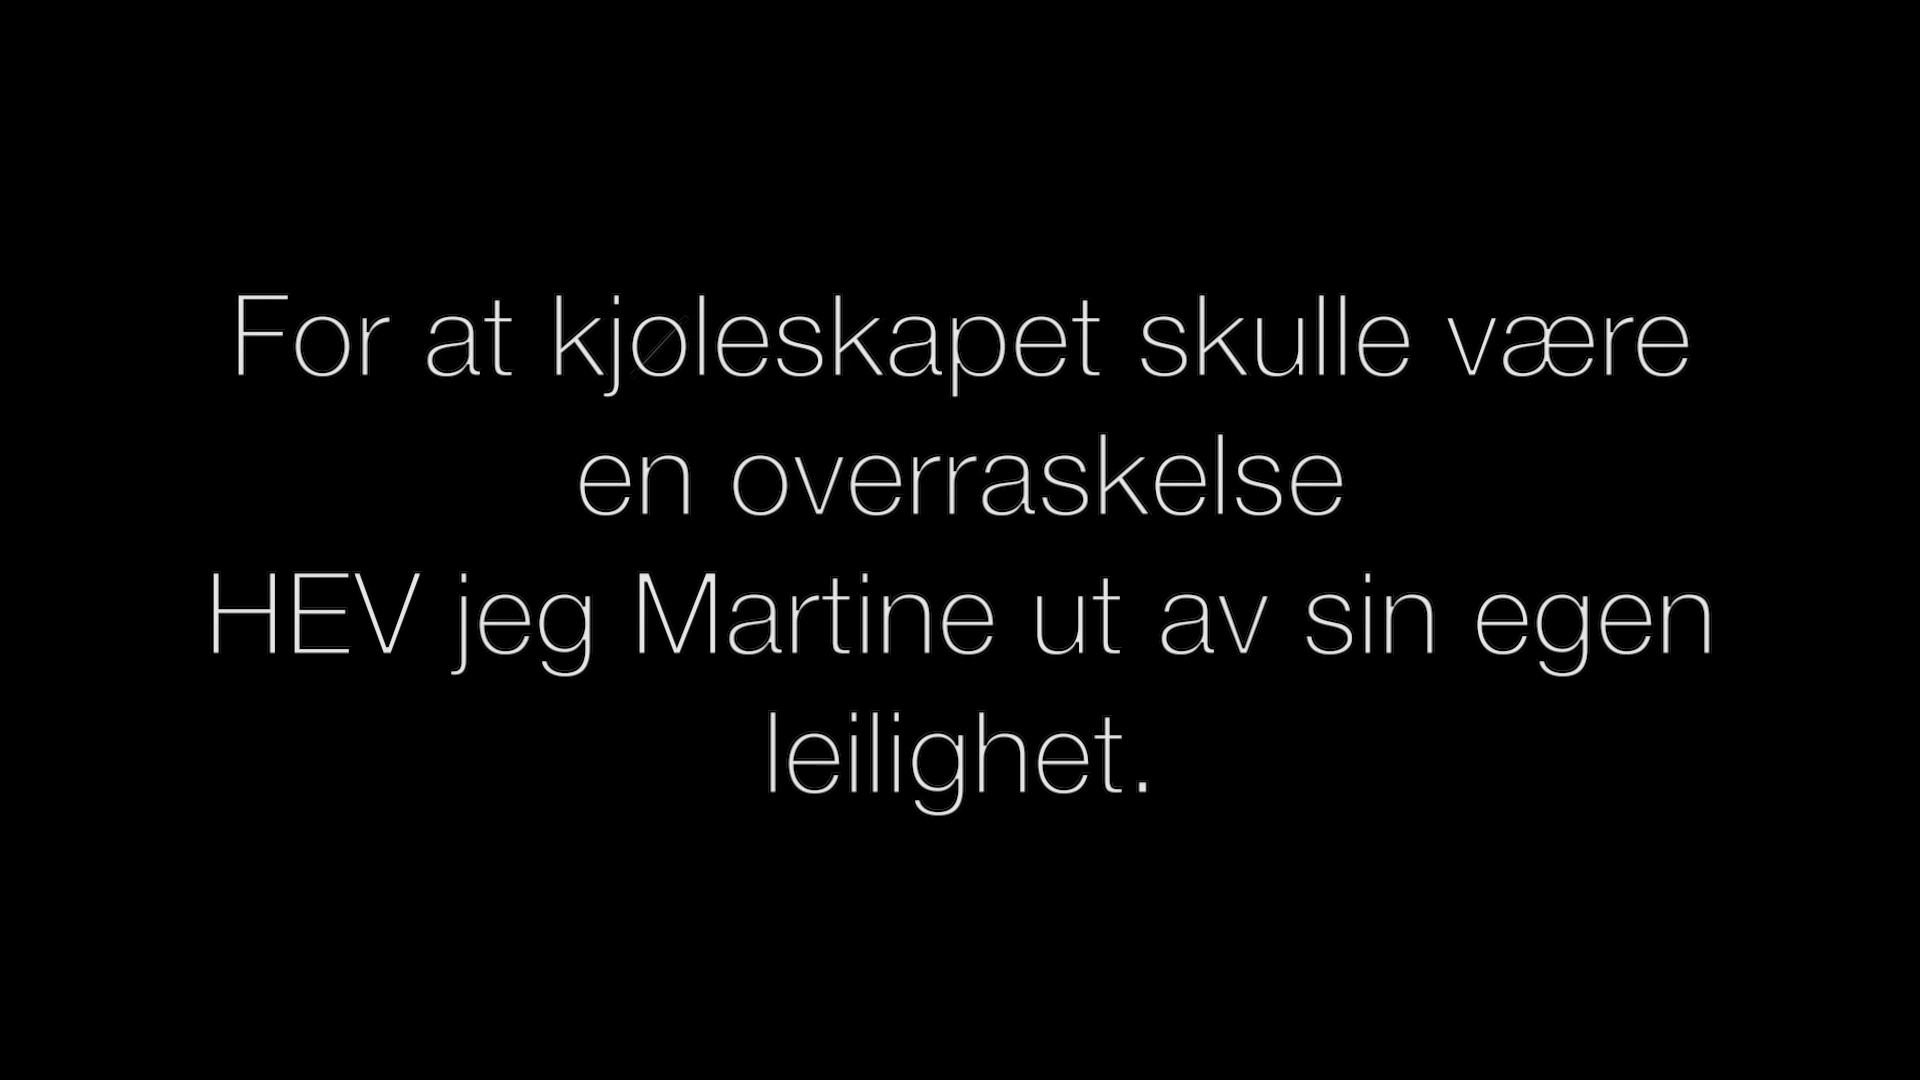 For at kjøleskapet skulle være
en overraskelse
HEV jeg Martine ut av sin egen
leilighet.